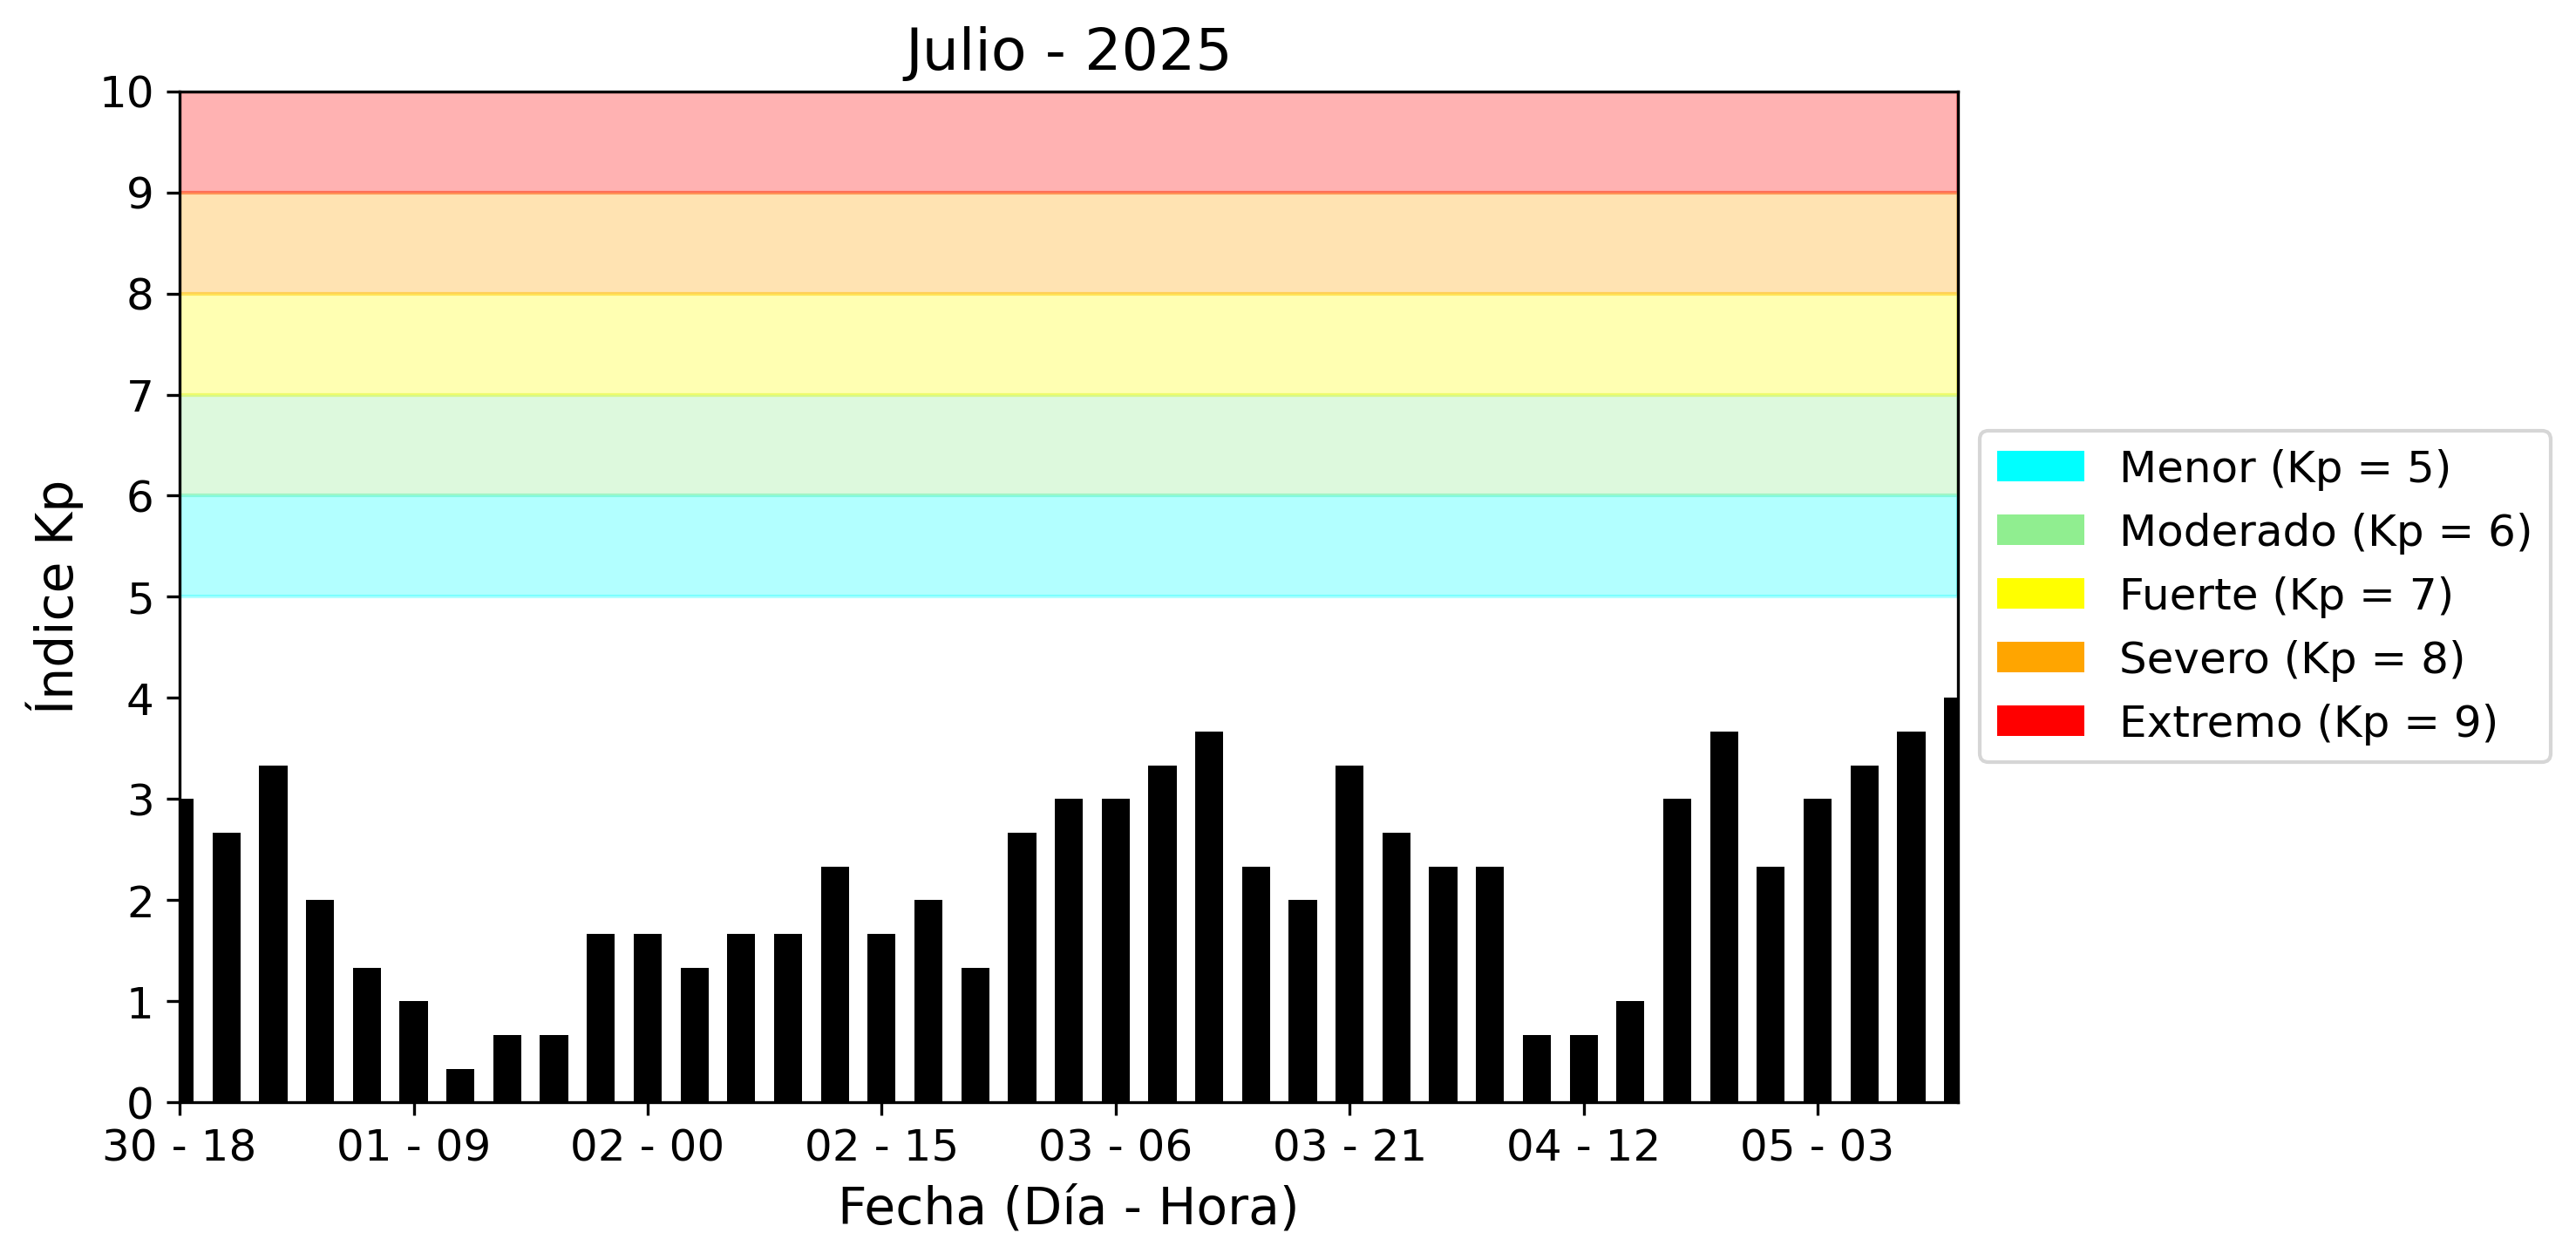 Julio - 2025
10
9
8
7
6
5
4
3
2
1
0
Índice Kp
30 - 18
01 - 09
02 - 00
02 - 15
03 - 06
03 - 21
04 - 12
05 - 03
Fecha (Día - Hora)
Menor (Kp = 5)
Moderado (Kp = 6)
Fuerte (Kp = 7)
Severo (Kp = 8)
Extremo (Kp = 9)